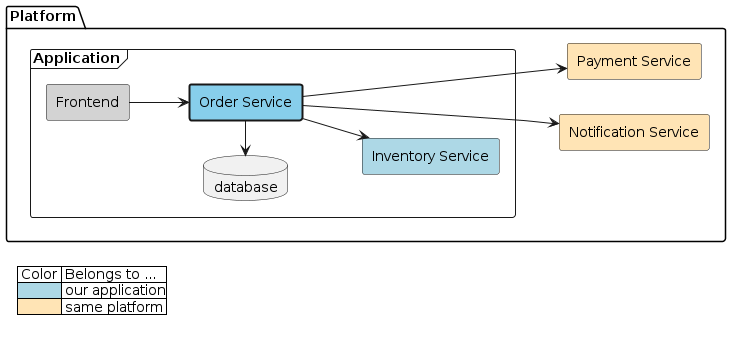 Platform
Application
Payment Service
Frontend
Order Service
Notification Service
Inventory Service
database
Color Belongs to ...
our application
same platform